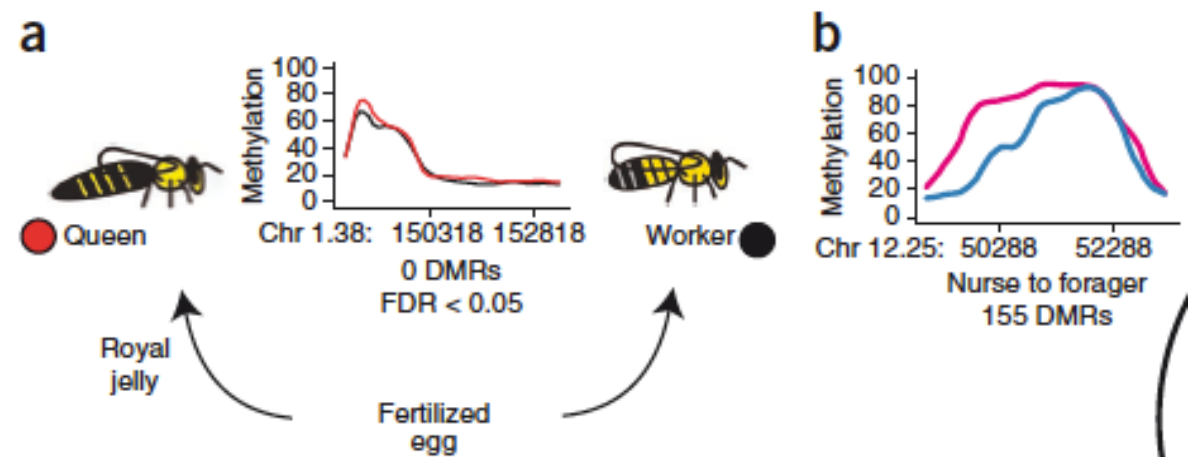 a
Methylation
100
80
60
40
20
0
Queen
Chr 1.38: 150318 152818
Worker
0 DMRs
FDR < 0.05
Royal
jelly
Fertilized
egg
b
Methylation
100
80
60
40
20
0
Chr 12.25: 50288 52288
Nurse to forager
155 DMRs